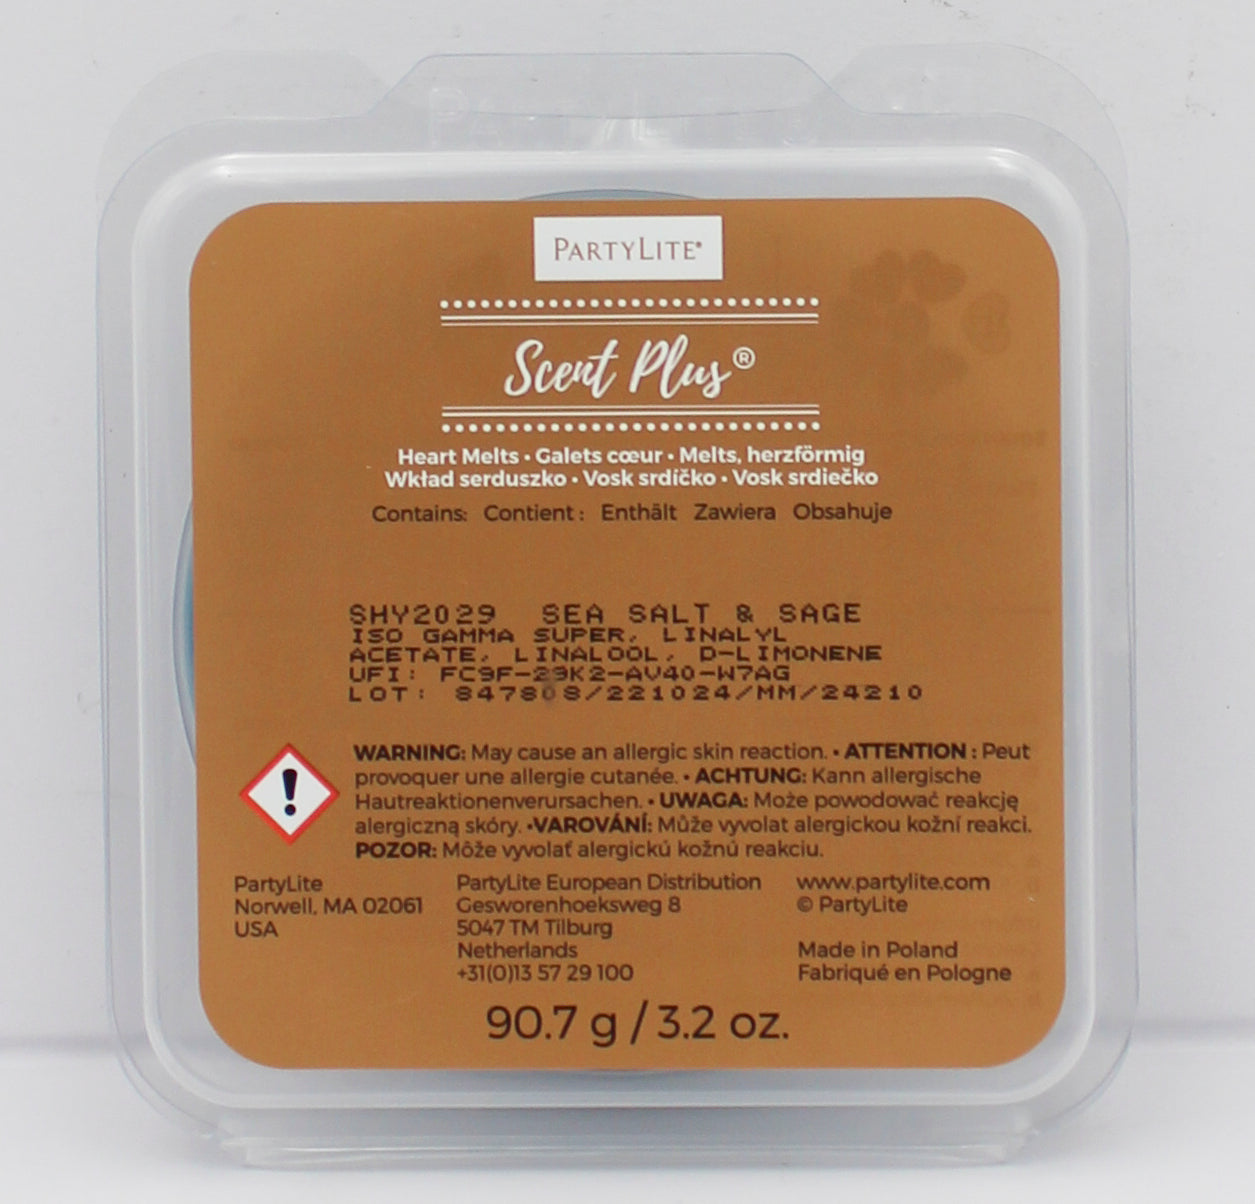 PARTYLITE®
Scent Plus®
Heart Melts • Galets cœur • Melts, herzförmig
Wkład serduszko • Vosk srdíčko • Vosk srdiečko
Contains: Contient : Enthält Zawiera Obsahuje
SHY2029 SEA SALT & SAGE
ISO GAMMA SUPER, LINALYL
ACETATE, LINALOOL, D-LIMONENE
UFI: FC9F-29K2-AV40-W7AG
LOT: /221024/MM/24210
WARNING: May cause an allergic skin reaction. • ATTENTION : Peut
provoquer une allergie cutanée. • ACHTUNG: Kann allergische
Hautreaktionenverursachen. • UWAGA: Może powodować reakcję
alergiczną skóry. •VAROVÁNÍ: Může vyvolat alergickou kožní reakci.
POZOR: Môže vyvolať alergickú kožnú reakciu.
PartyLite
Norwell, MA 02061
USA
PartyLite European Distribution
Gesworenhoeksweg 8
5047 TM Tilburg
Netherlands
+31(0)13 57 29 100
www.partylite.com
© PartyLite
Made in Poland
Fabriqué en Pologne
90.7 g / 3.2 oz.